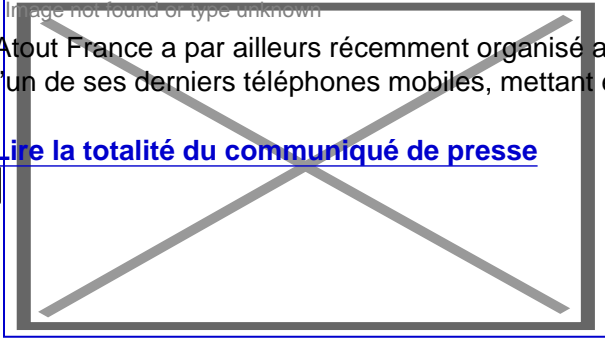 Image not found or type unknown
Atout France a par ailleurs récemment organisé a
l'un de ses derniers téléphones mobiles, mettant
Lire la totalité du communiqué de presse